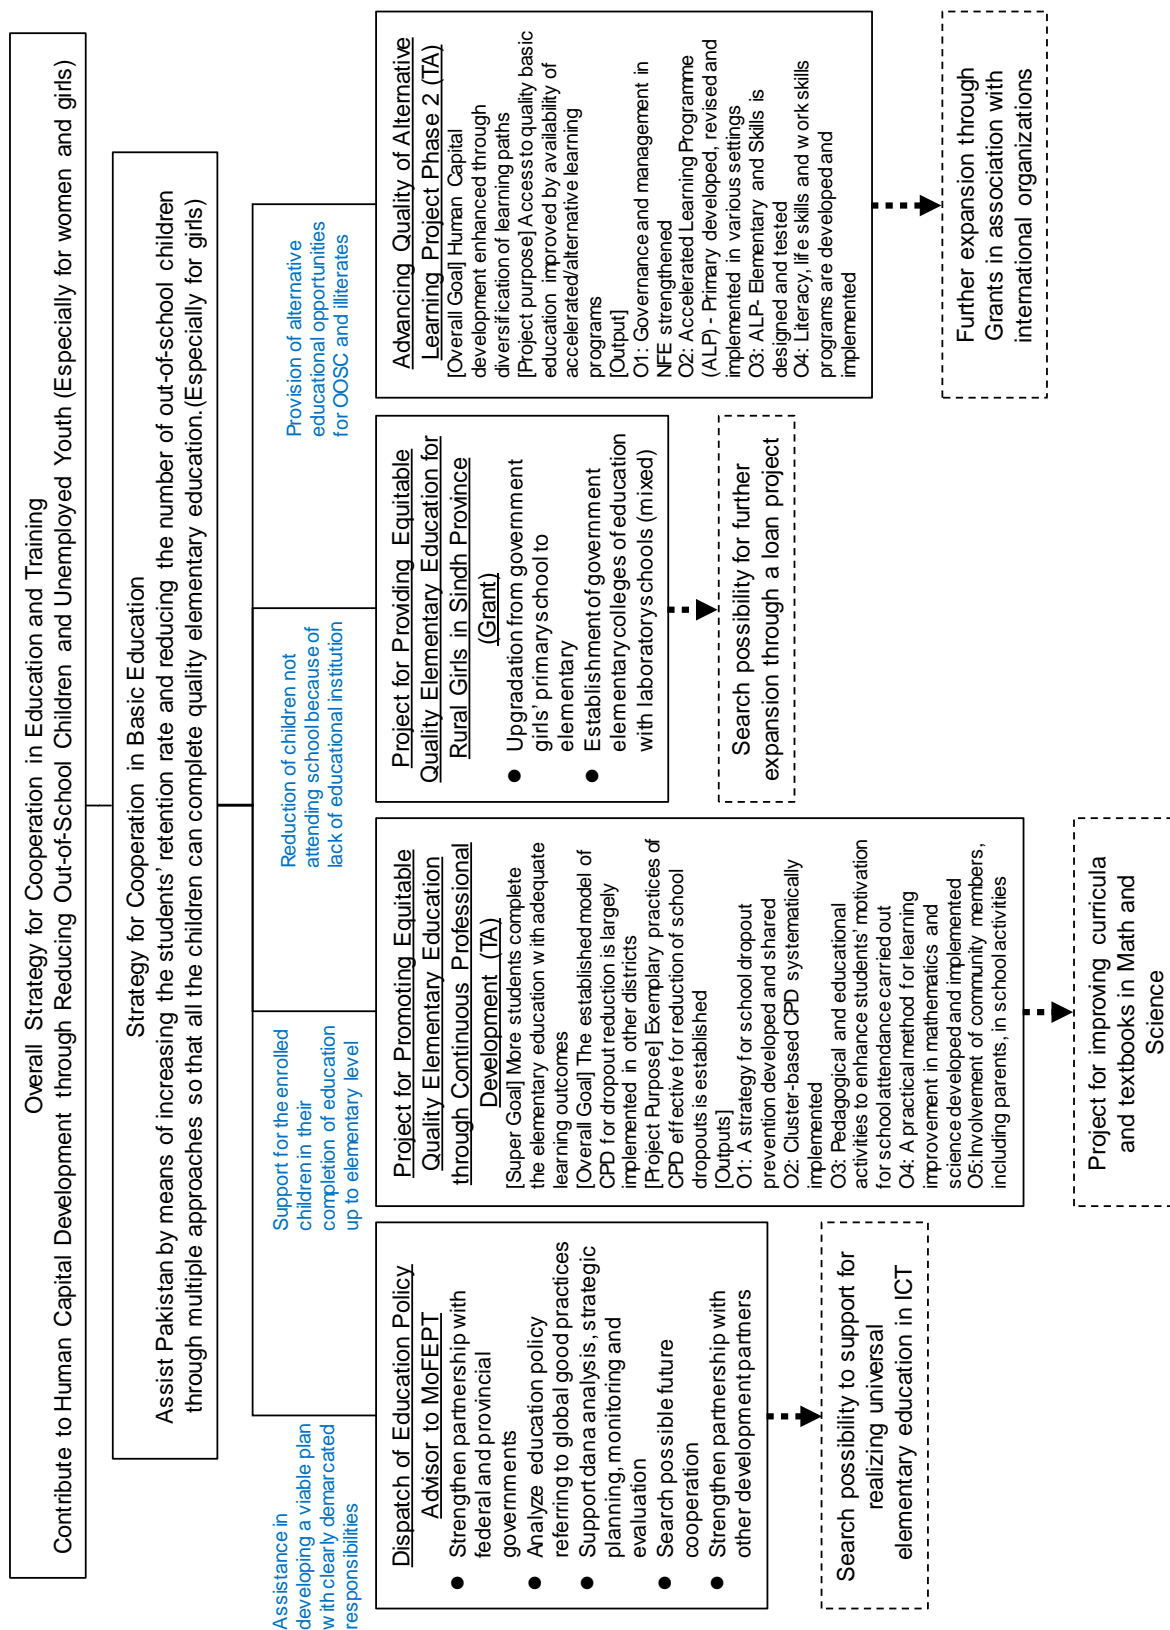 Overall Strategy for Cooperation in Education and Training
Contribute to Human Capital Development through Reducing Out-of-School Children and Unemployed Youth (Especially for women and girls)
Strategy for Cooperation in Basic Education
Assist Pakistan by means of increasing the students' retention rate and reducing the number of out-of-school children
through multiple approaches so that all the children can complete quality elementary education.(Especially for girls)
Assistance in
developing a viable plan
with clearly demarcated
responsibilities
Dispatch of Education Policy
Advisor to MoFEPT
● Strengthen partnership with
federal and provincial
governments
● Analyze education policy
referring to global good practices
● Support dana analysis, strategic
planning, monitoring and
evaluation
● Search possible future
cooperation
● Strengthen partnership with
other development partners
Search possibility to support for
realizing universal
elementary education in ICT
Support for the enrolled
children in their
completion of education
up to elementary level
Project for Promoting Equitable
Quality Elementary Education
through Continuous Professional
Development (TA)
[Super Goal] More students complete
the elementary education with adequate
learning outcomes
[Overall Goal] The established model of
CPD for dropout reduction is largely
implemented in other districts
[Project Purpose] Exemplary practices of
CPD effective for reduction of school
dropouts is established
[Outputs]
O1: A strategy for school dropout
prevention developed and shared
O2: Cluster-based CPD systematically
implemented
O3: Pedagogical and educational
activities to enhance students' motivation
for school attendance carried out
O4: A practical method for learning
improvement in mathematics and
science developed and implemented
O5:Involvement of community members,
including parents, in school activities
Project for improving curricula
and textbooks in Math and
Science
Reduction of children not
attending school because of
lack of educational institution
Project for Providing Equitable
Quality Elementary Education for
Rural Girls in Sindh Province
(Grant)
● Upgradation from government
girls' primary school to
elementary
● Establishment of government
elementary colleges of education
with laboratory schools (mixed)
Search possibility for further
expansion through a loan project
Provision of alternative
educational opportunities
for OOSC and illiterates
Advancing Quality of Alternative
Learning Project Phase 2 (TA)
[Overall Goal] Human Capital
development enhanced through
diversification of learning paths
[Project purpose] Access to quality basic
education improved by availability of
accelerated/alternative learning
programs
[Output]
O1: Governance and management in
NFE strengthened
O2: Accelerated Learning Programme
(ALP) - Primary developed, revised and
implemented in various settings
O3: ALP- Elementary and Skills is
designed and tested
O4: Literacy, life skills and work skills
programs are developed and
implemented
Further expansion through
Grants in association with
international organizations